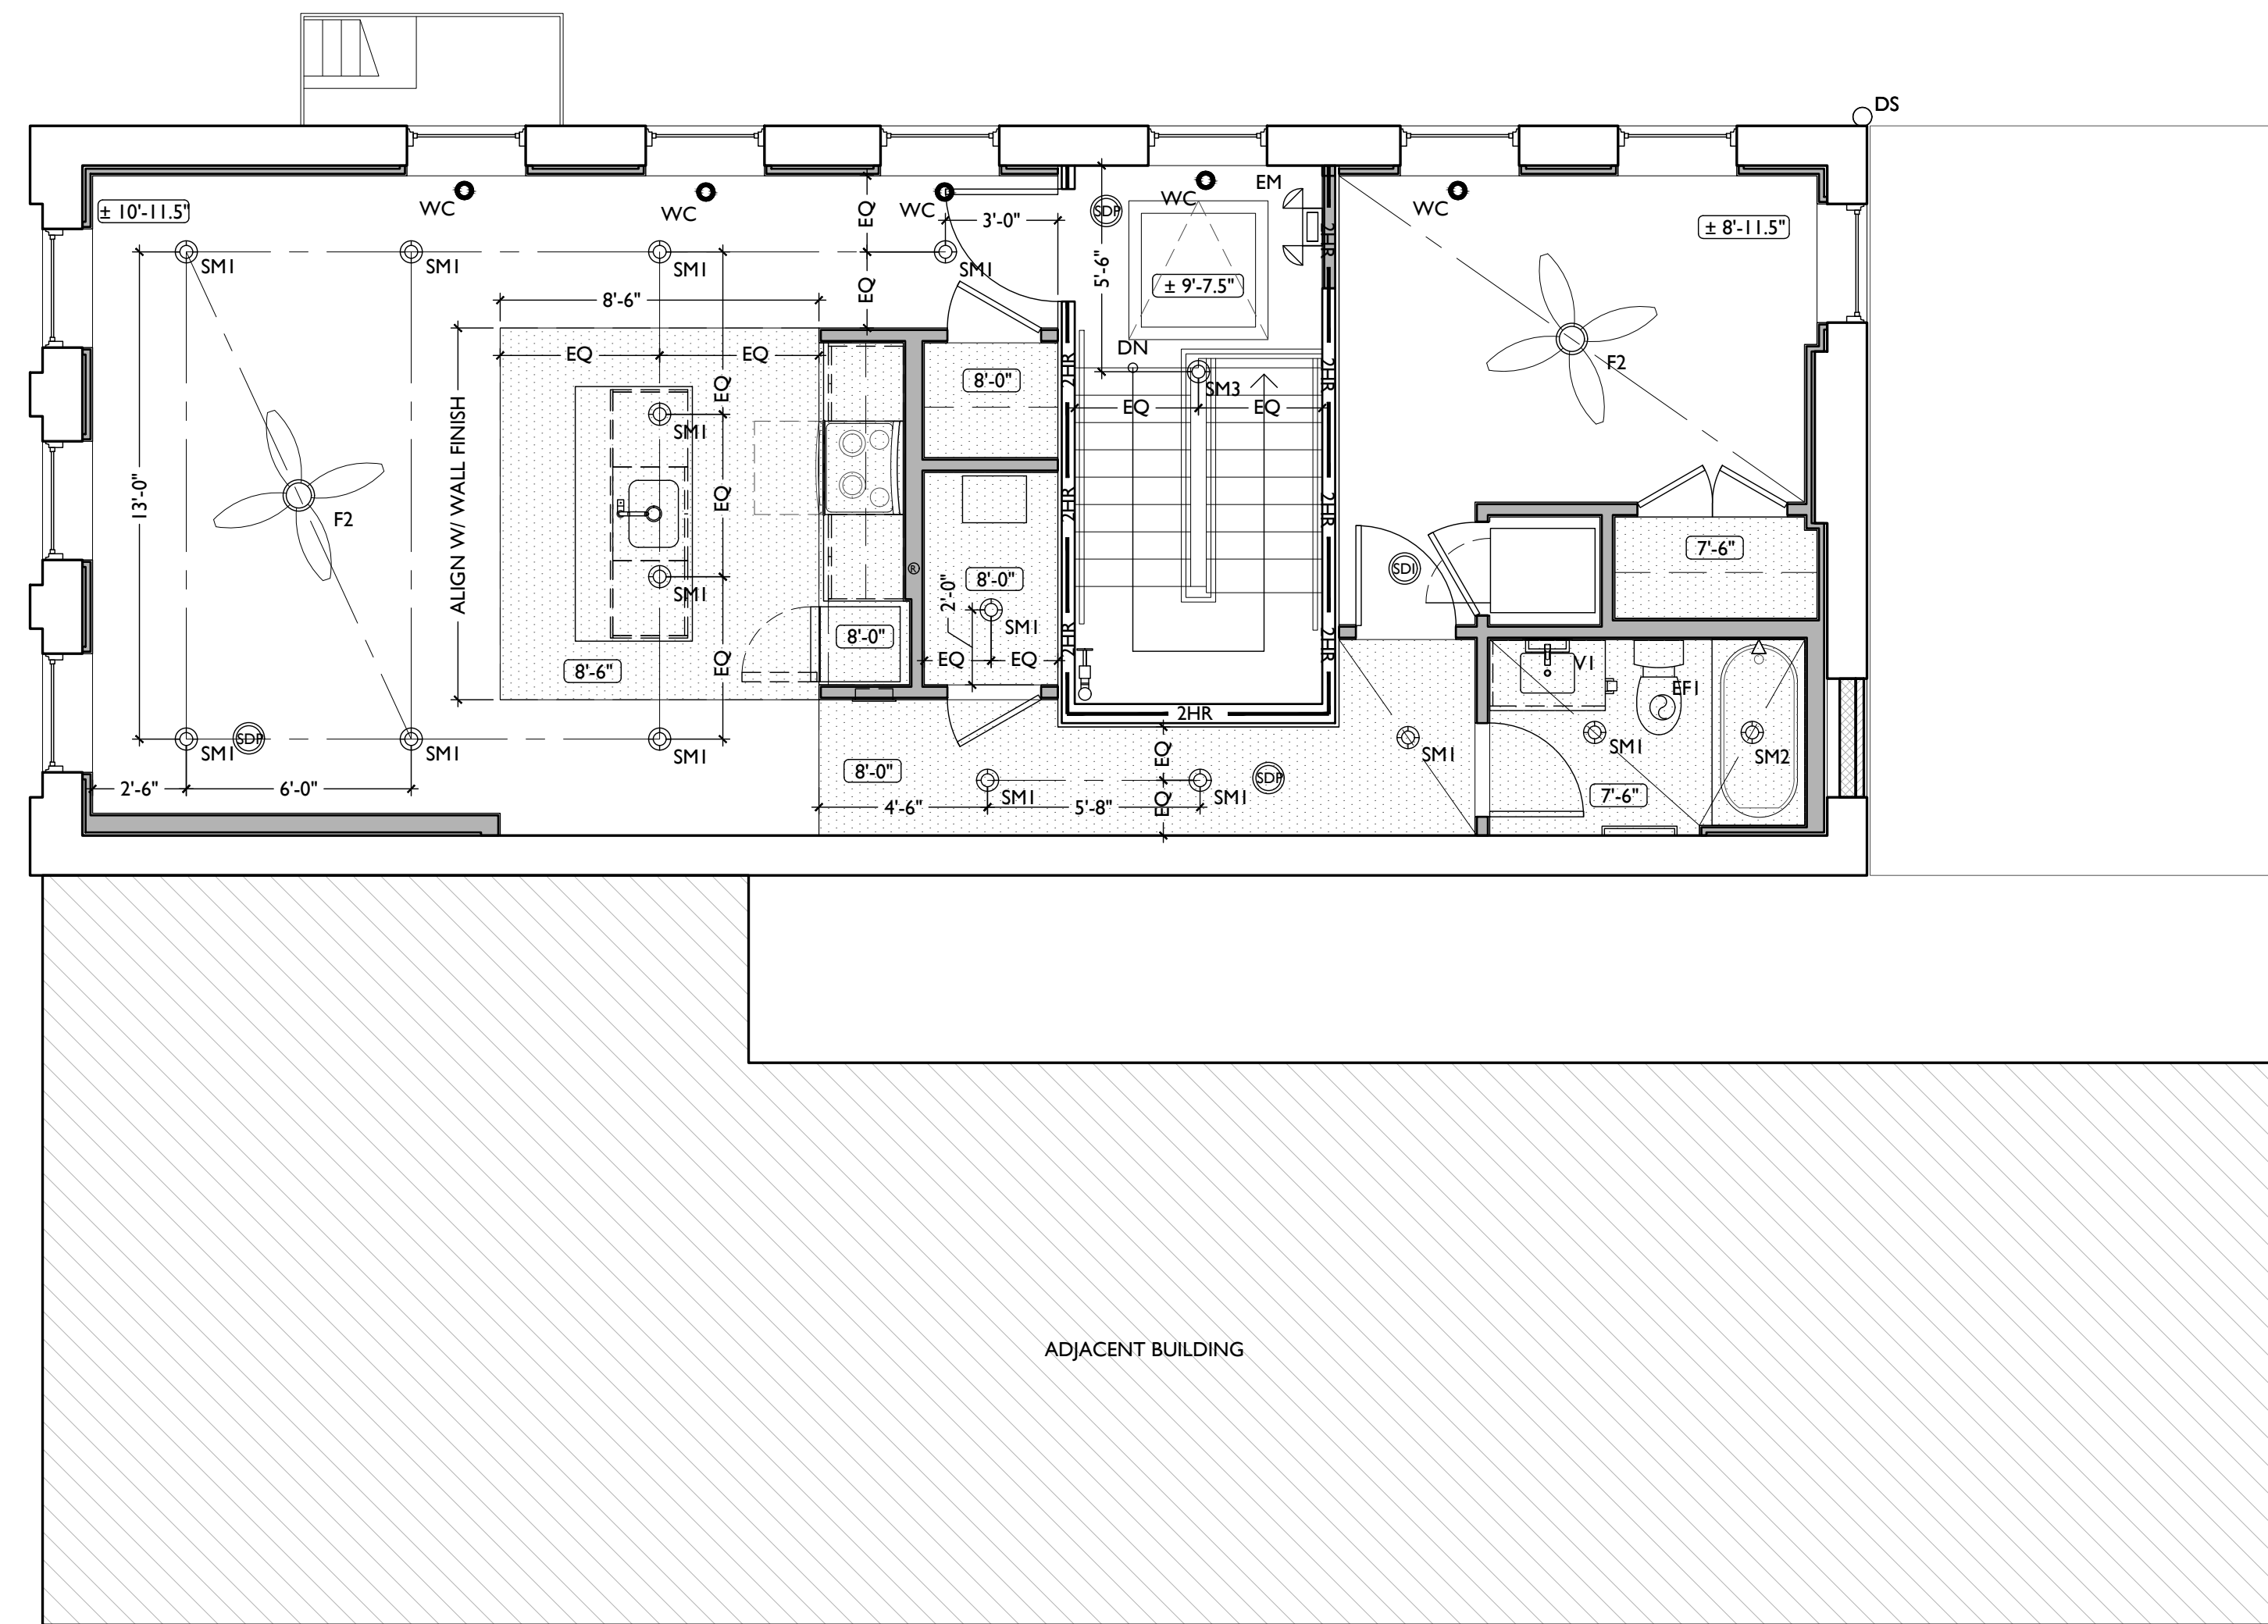 DS
WC
WC
WC
WC
EM
WC
± 10'-11.5"
EQ
3'-0"
SDP
2HR
± 8'-11.5"
SM1
SM1
SM1
SM1
5'-6"
± 9'-7.5"
8'-6"
EQ
EQ
EQ
DN
F2
2HR
2HR
8'-0"
SM3
EQ
EQ
EQ
SM1
13'-0"
ALIGN W/ WALL FINISH
EQ
2HR
2HR
F2
7'-6"
R
SDI
8'-0"
2'-0"
SM1
SM1
8'-0"
2HR
2HR
EQ
EQ
EQ
8'-6"
V1
EF1
2HR
SM1
SDP
SM1
SM1
EQ
SM1
SM1
SM2
8'-0"
SDP
2'-6"
6'-0"
SM1
SM1
4'-6"
5'-8"
EQ
7'-6"
ADJACENT BUILDING